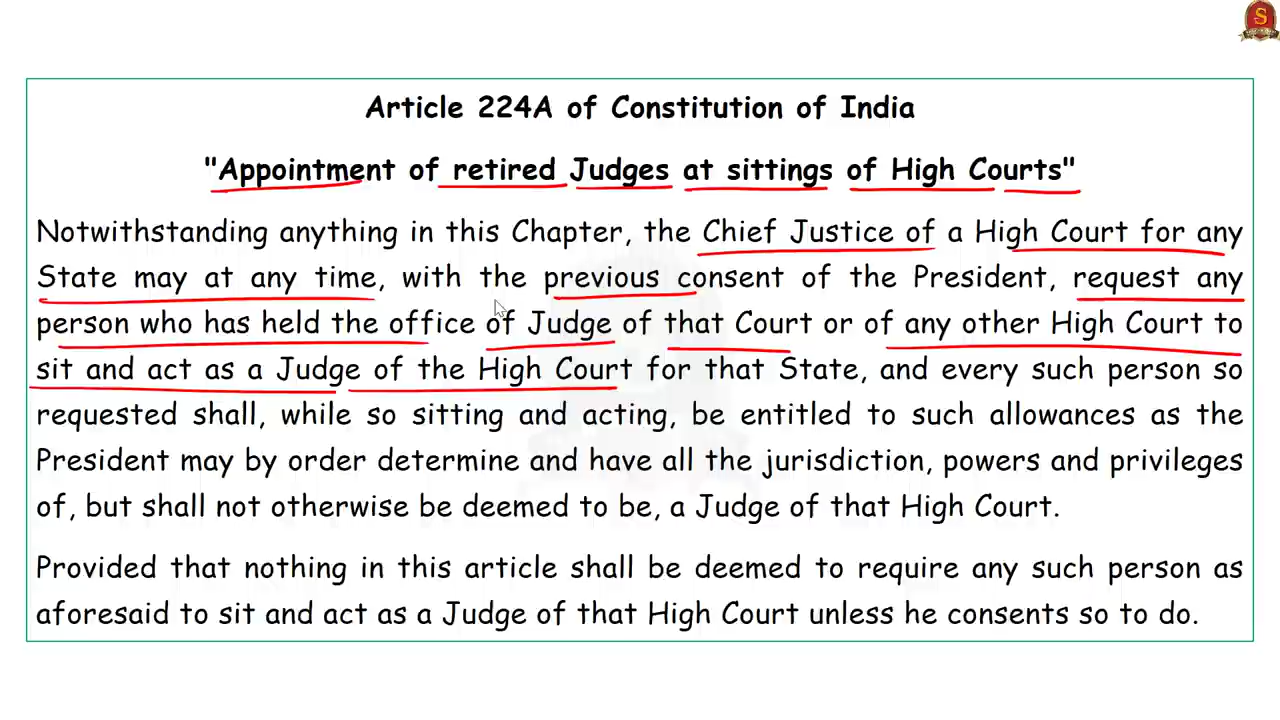 S
Article 224A of Constitution of India
"Appointment of retired Judges at sittings of High Courts"
Notwithstanding anything in this Chapter, the Chief Justice of a High Court for any
State may at any time, with the previous consent of the President, request any
person who has held the office of Judge of that Court or of any other High Court to
sit and act as a Judge of the High Court for that State, and every such person so
requested shall, while so sitting and acting, be entitled to such allowances as the
President may by order determine and have all the jurisdiction, powers and privileges
of, but shall not otherwise be deemed to be, a Judge of that High Court.
Provided that nothing in this article shall be deemed to require any such person as
aforesaid to sit and act as a Judge of that High Court unless he consents so to do.